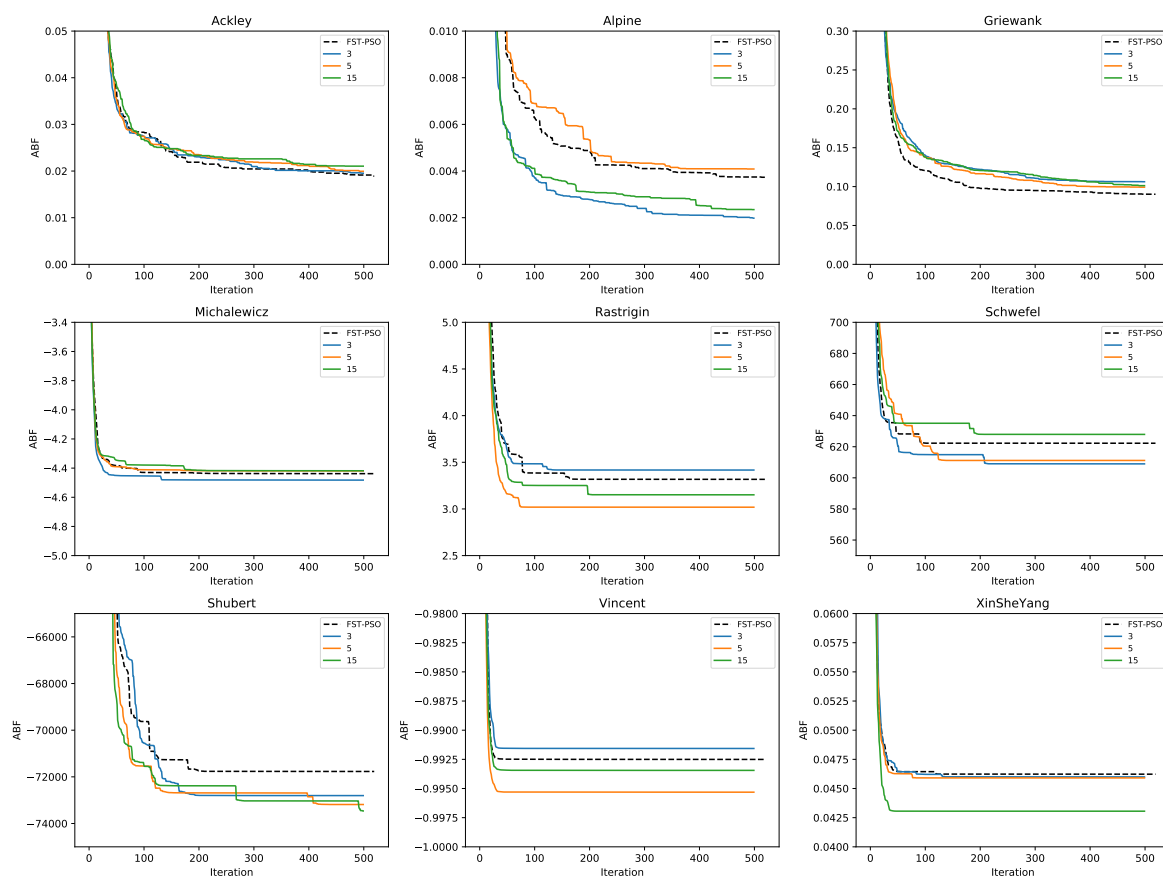 Ackley
0.05
0.04
0.03
0.02
0.01
0.00
ABF
0 100 200 300 400 500
Iteration
FST-PSO
3
5
15
Alpine
0.010
0.008
0.006
0.004
0.002
0.000
ABF
0 100 200 300 400 500
Iteration
FST-PSO
3
5
15
Griewank
0.30
0.25
0.20
0.15
0.10
0.05
0.00
ABF
0 100 200 300 400 500
Iteration
FST-PSO
3
5
15
Michalewicz
−3.4
−3.6
−3.8
−4.0
−4.2
−4.4
−4.6
−4.8
−5.0
ABF
0 100 200 300 400 500
Iteration
FST-PSO
3
5
15
Rastrigin
5.0
4.5
4.0
3.5
3.0
2.5
ABF
0 100 200 300 400 500
Iteration
FST-PSO
3
5
15
Schwefel
700
680
660
640
620
600
580
560
ABF
0 100 200 300 400 500
Iteration
FST-PSO
3
5
15
Shubert
−66000
−68000
−70000
−72000
−74000
ABF
0 100 200 300 400 500
Iteration
FST-PSO
3
5
15
Vincent
−0.9800
−0.9825
−0.9850
−0.9875
−0.9900
−0.9925
−0.9950
−0.9975
−1.0000
ABF
0 100 200 300 400 500
Iteration
FST-PSO
3
5
15
XinSheYang
0.0600
0.0575
0.0550
0.0525
0.0500
0.0475
0.0450
0.0425
0.0400
ABF
0 100 200 300 400 500
Iteration
FST-PSO
3
5
15